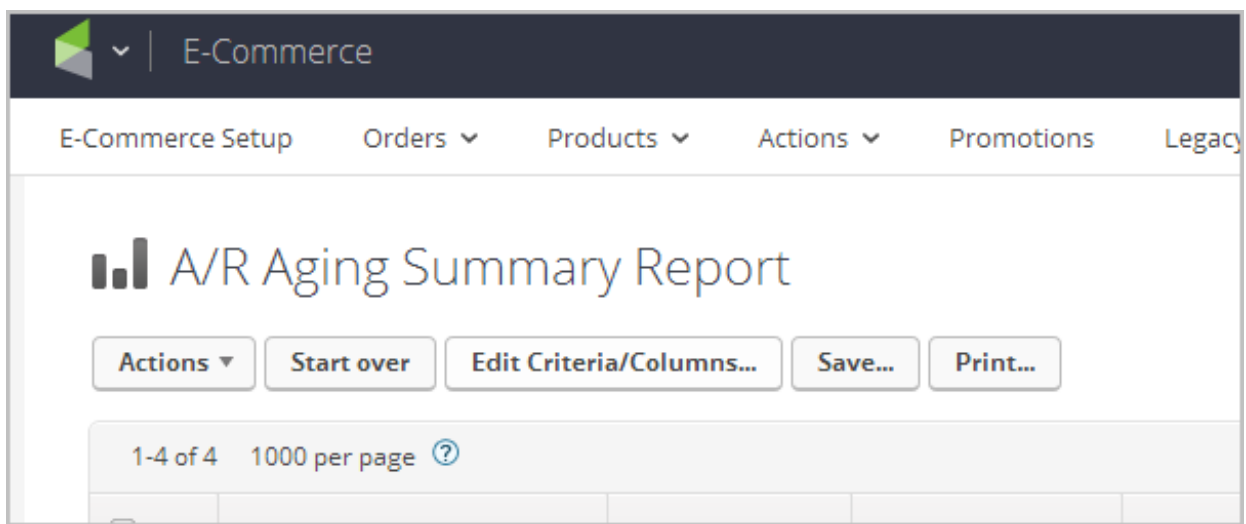 E-Commerce
E-Commerce Setup Orders Products Actions Promotions Legacy
A/R Aging Summary Report
Actions Start over Edit Criteria/Columns... Save... Print...
1-4 of 4 1000 per page ?